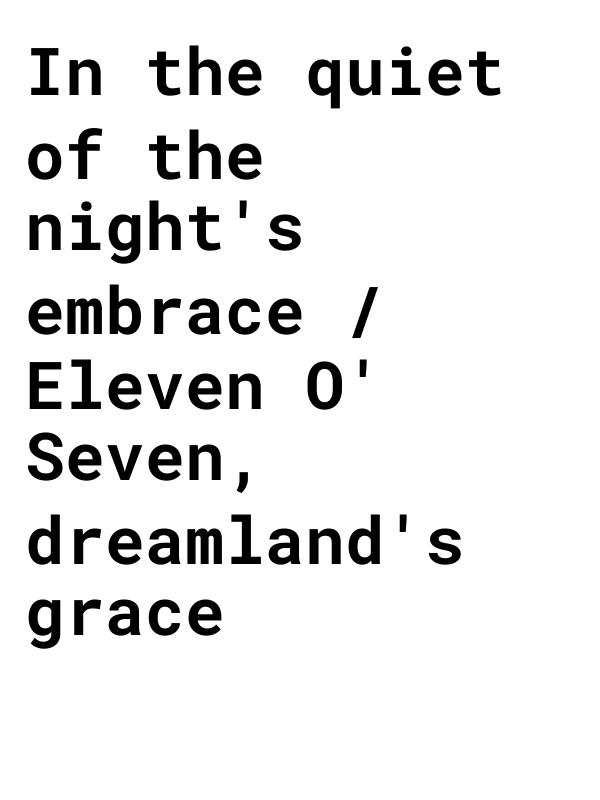 In the quiet
of the
night's
embrace /
Eleven O'
Seven,
dreamland's
grace